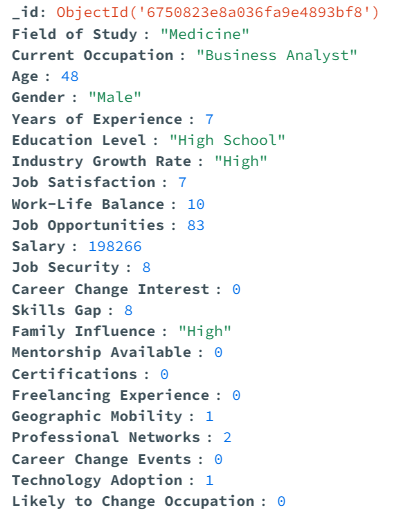 _id: ObjectId('6750823e8a036fa9e4893bf8')
Field of Study : "Medicine"
Current Occupation : "Business Analyst"
Age : 48
Gender : "Male"
Years of Experience : 7
Education Level : "High School"
Industry Growth Rate : "High"
Job Satisfaction : 7
Work-Life Balance : 10
Job Opportunities : 83
Salary : 198266
Job Security : 8
Career Change Interest : 0
Skills Gap : 8
Family Influence : "High"
Mentorship Available : 0
Certifications : 0
Freelancing Experience : 0
Geographic Mobility : 1
Professional Networks : 2
Career Change Events : 0
Technology Adoption : 1
Likely to Change Occupation : 0